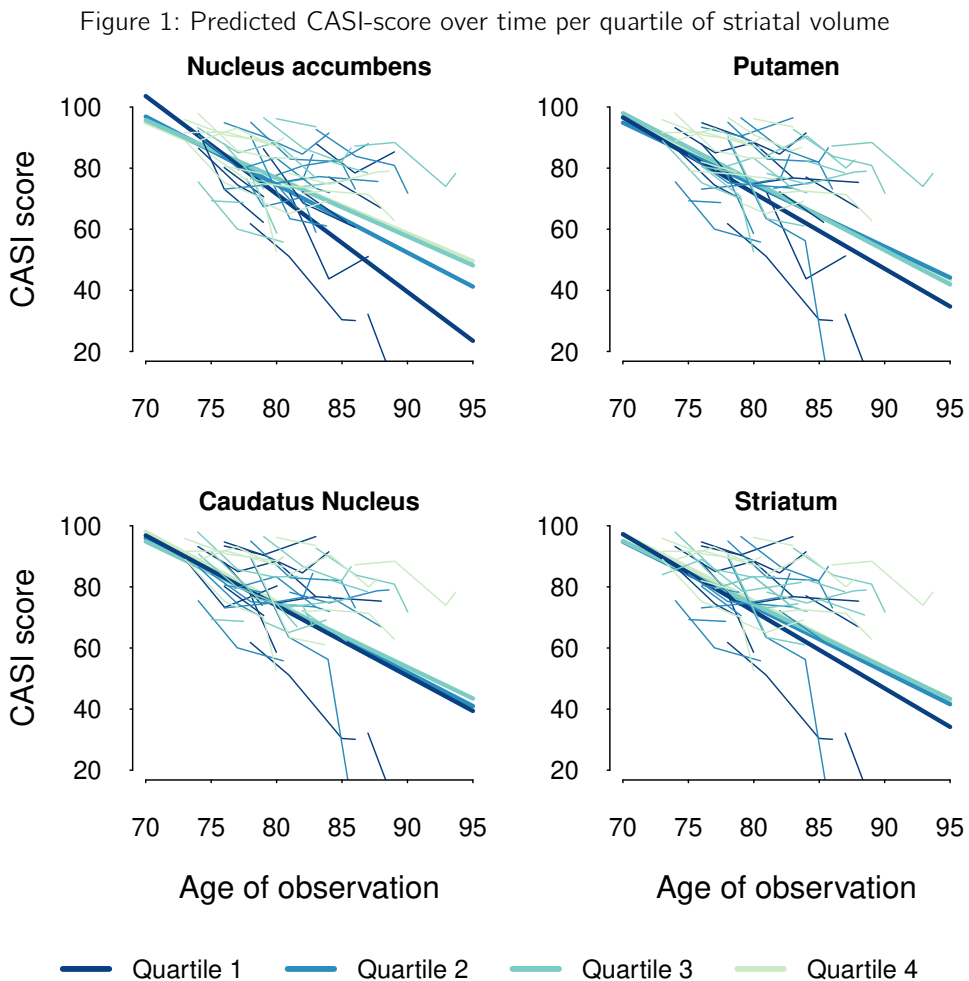 Figure 1: Predicted CASI-score over time per quartile of striatal volume
Nucleus accumbens
CASI score
100
80
60
40
20
70 75 80 85 90 95
Putamen
100
80
60
40
20
70 75 80 85 90 95
Caudatus Nucleus
CASI score
100
80
60
40
20
70 75 80 85 90 95
Age of observation
Striatum
100
80
60
40
20
70 75 80 85 90 95
Age of observation
Quartile 1 Quartile 2 Quartile 3 Quartile 4